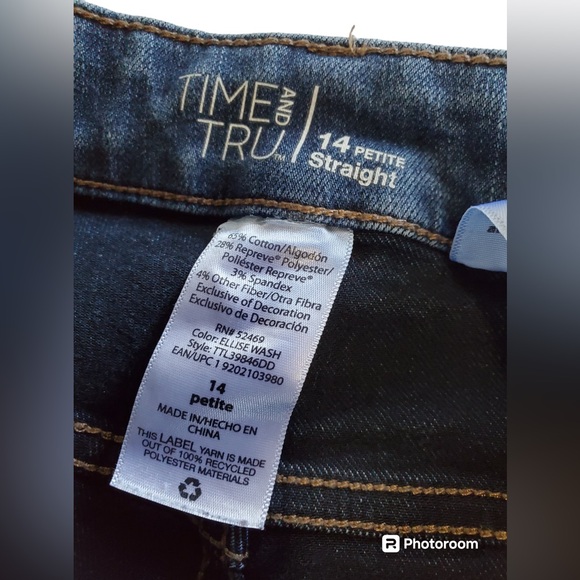 TIME AND TRU™
14 PETITE
Straight
65% Cotton/Algodón
28% Repreve® Polyester/
Poliéster Repreve®
3% Spandex
4% Other Fiber/Otra Fibra
Exclusive of Decoration
Exclusivo de Decoración
RN# 52469
Color: ELLISE WASH
Style: TTL39846DD
EAN/UPC 1 9202103980
14
petite
MADE IN/HECHO EN
CHINA
THIS LABEL YARN IS MADE
OUT OF 100% RECYCLED
POLYESTER MATERIALS
Photoroom